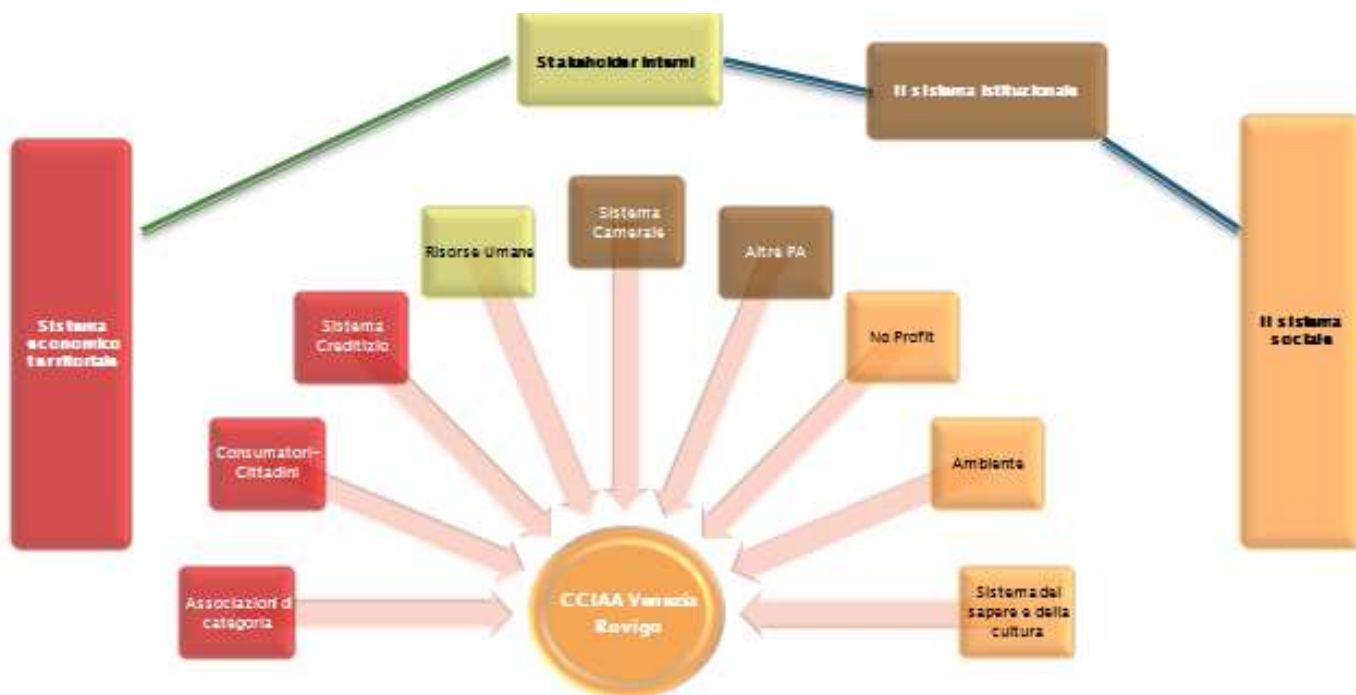 Stakeholder interni
Il sistema istituzionale
Sistema
economico
territoriale
Il sistema
sociale
Sistema
Camerale
Risorse Umane
Altre PA
Sistema
Creditizio
No Profit
Consumatori-
Cittadini
Ambiente
Associazioni di
categoria
CCIAA Venezia
Rovigo
Sistema del
sapere e della
cultura